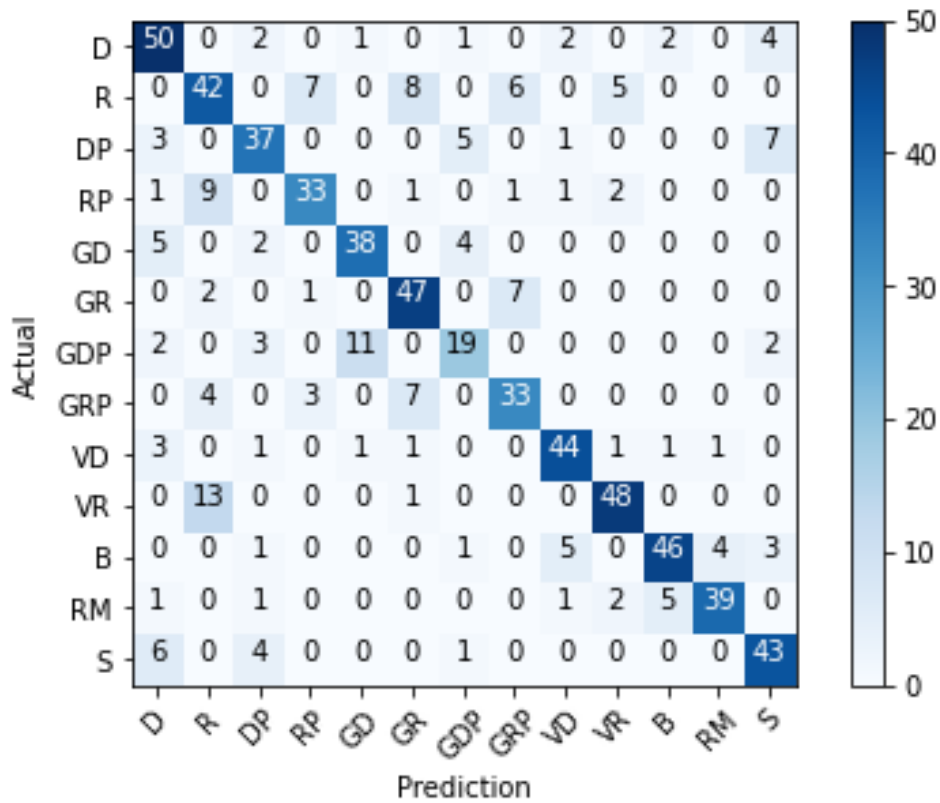 D 50 0 2 0 1 0 1 0 2 0 2 0 4
R 0 42 0 7 0 8 0 6 0 5 0 0 0
DP 3 0 37 0 0 0 5 0 1 0 0 0 7
RP 1 9 0 33 0 1 0 1 1 2 0 0 0
GD 5 0 2 0 38 0 4 0 0 0 0 0 0
GR 0 2 0 1 0 47 0 7 0 0 0 0 0
GDP 2 0 3 0 11 0 19 0 0 0 0 0 2
GRP 0 4 0 3 0 7 0 33 0 0 0 0 0
VD 3 0 1 0 1 1 0 0 44 1 1 1 0
VR 0 13 0 0 0 1 0 0 0 48 0 0 0
B 0 0 1 0 0 0 1 0 5 0 46 4 3
RM 1 0 1 0 0 0 0 0 1 2 5 39 0
S 6 0 4 0 0 0 1 0 0 0 0 0 43
D R DP RP GD GR GDP GRP VD VR B RM S
Prediction
Actual
50
40
30
20
10
0